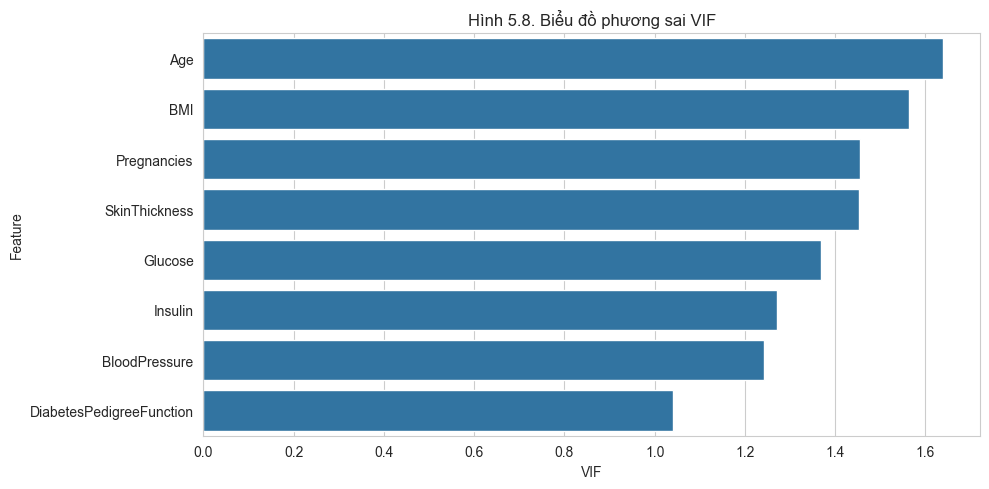 Hình 5.8. Biểu đồ phương sai VIF
Feature
Age
BMI
Pregnancies
SkinThickness
Glucose
Insulin
BloodPressure
DiabetesPedigreeFunction
0.0 0.2 0.4 0.6 0.8 1.0 1.2 1.4 1.6
VIF